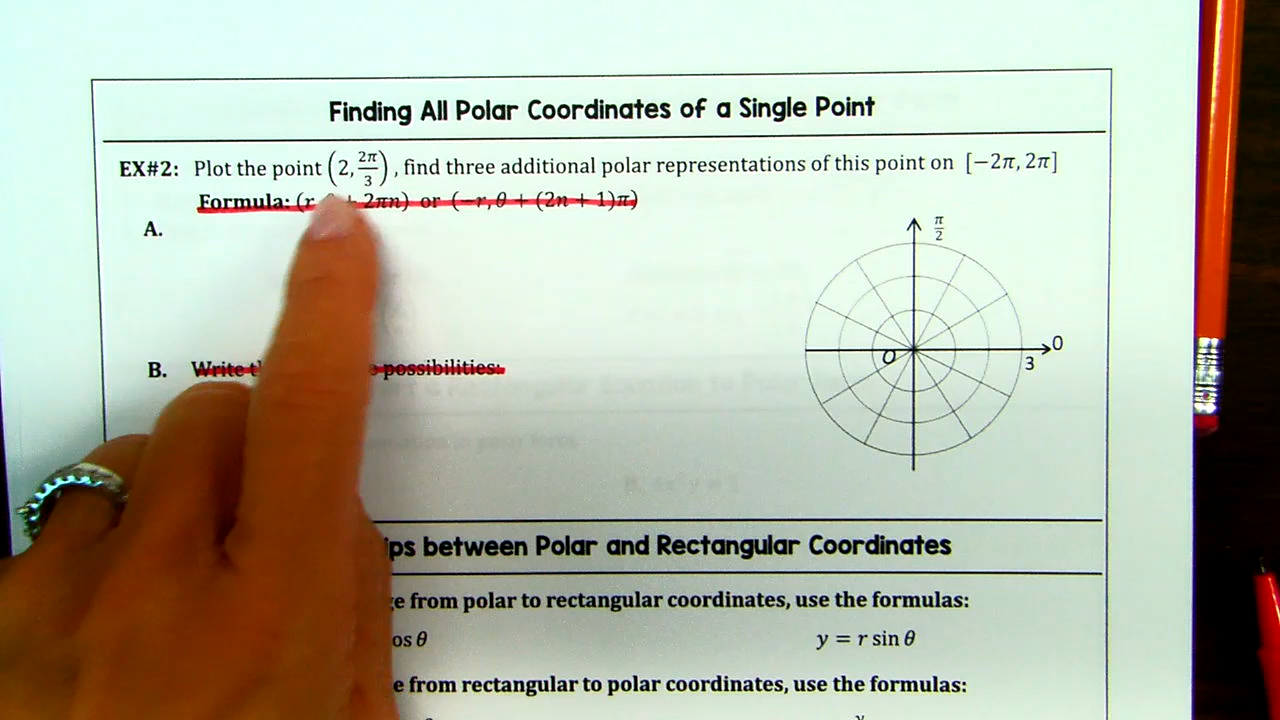 Finding All Polar Coordinates of a Single Point
EX#2: Plot the point (2, 2π/3), find three additional polar representations of this point on [−2π, 2π]
Formula: (r, + 2πn) or (−r, θ + (2n + 1)π)
A.
π/2
O
0
3
B. Write possibilities:
between Polar and Rectangular Coordinates
from polar to rectangular coordinates, use the formulas:
θ y = r sin θ
from rectangular to polar coordinates, use the formulas: